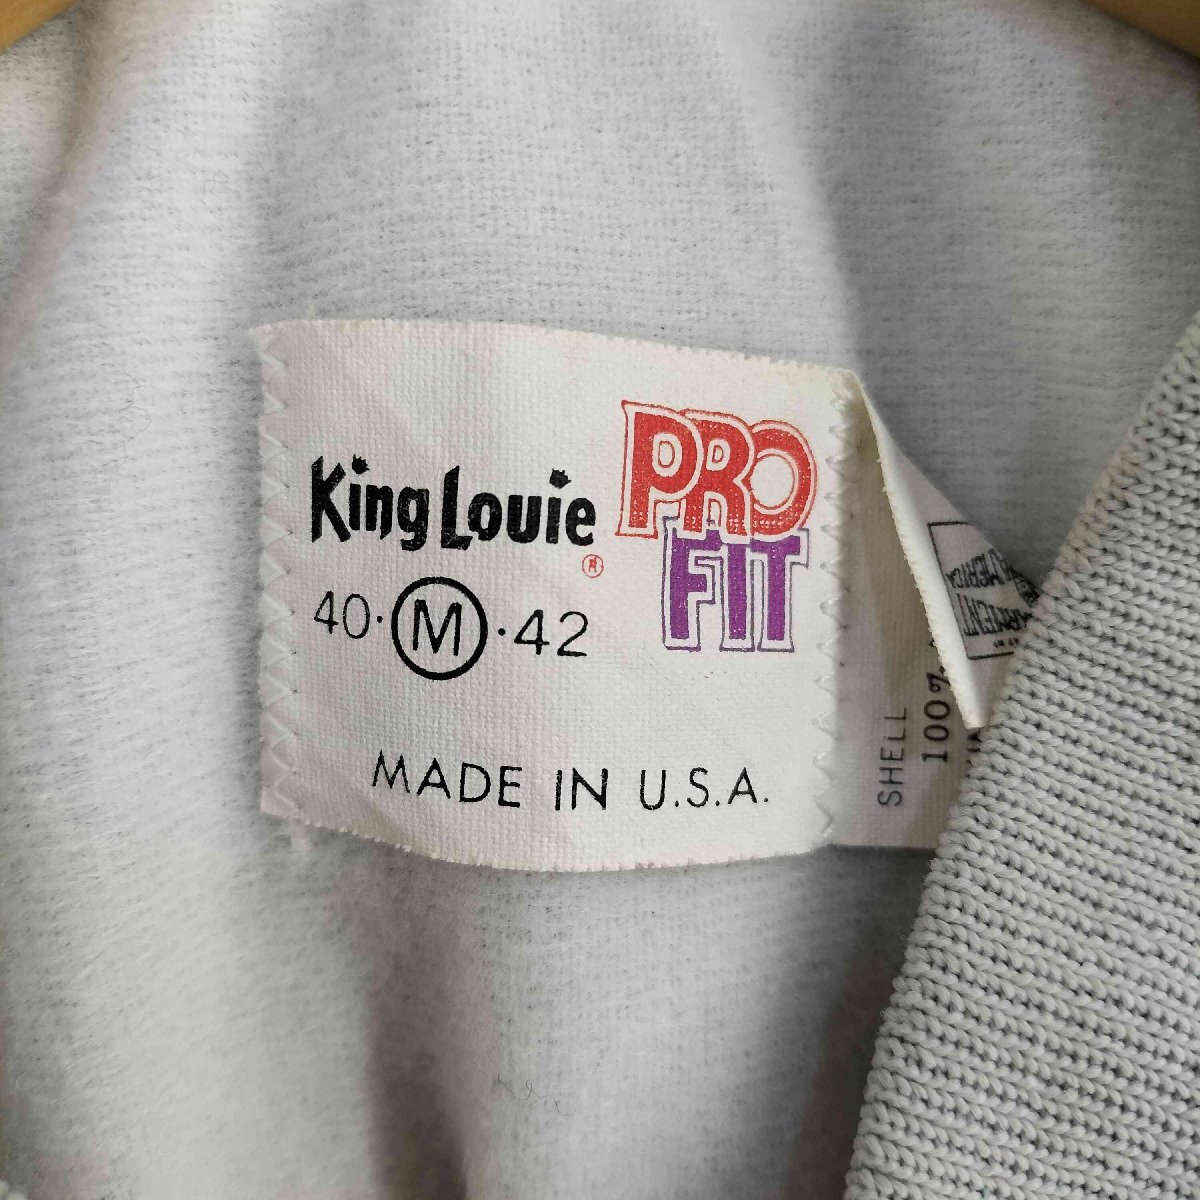 King Louie®
PRO
FIT
40·M·42
MADE IN U.S.A.
SHELL
100%